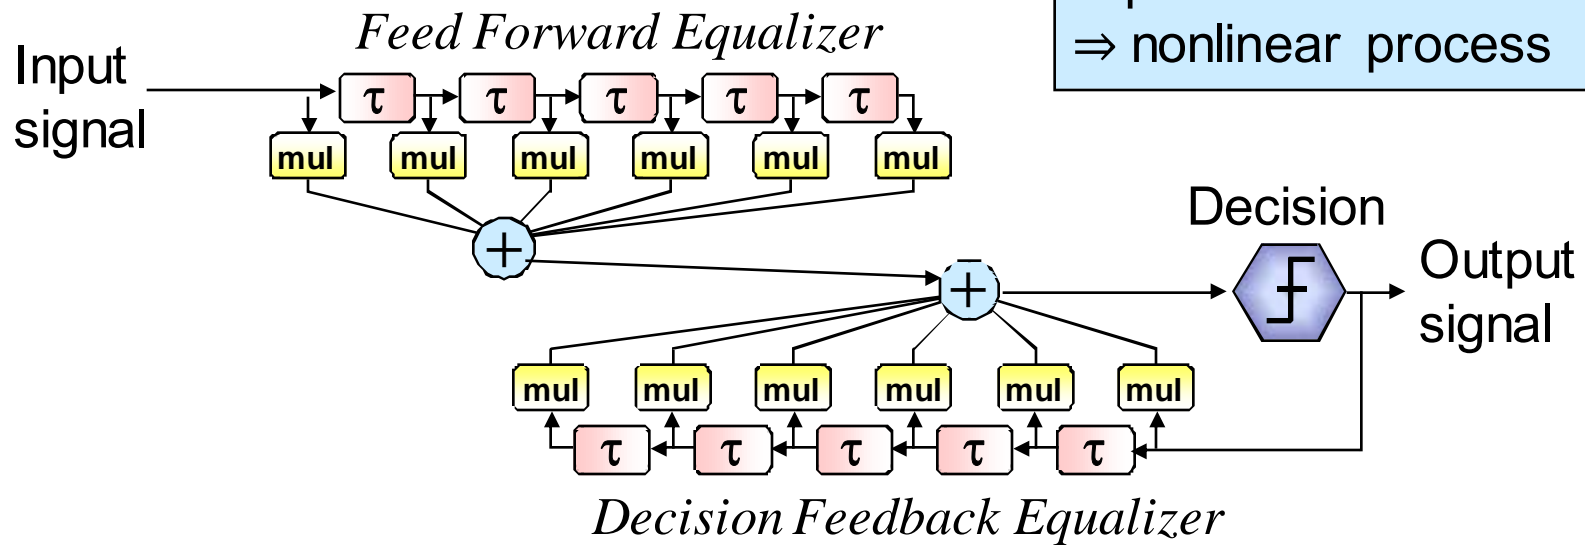 ⇒ nonlinear process
Feed Forward Equalizer
Input
signal
τ τ τ τ τ
mul mul mul mul mul mul
+
Decision
+
Output
signal
mul mul mul mul mul mul
τ τ τ τ τ
Decision Feedback Equalizer